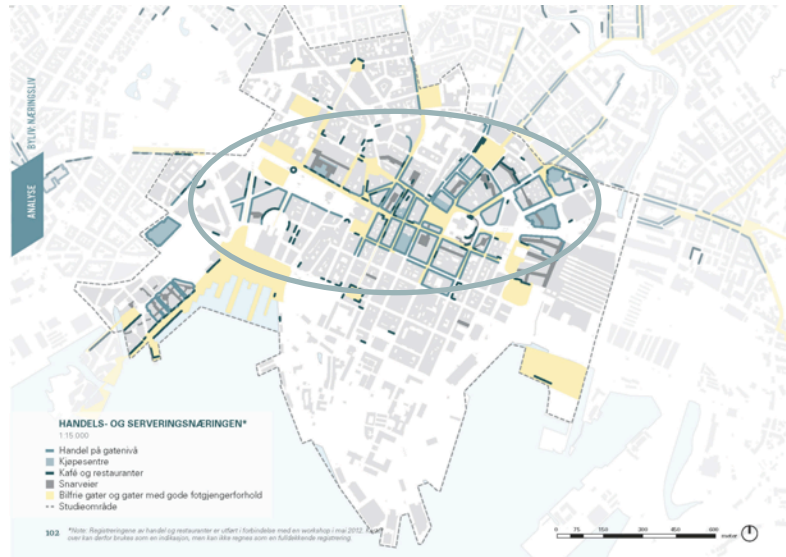 BYLIV: NÆRINGSLIV
ANALYSE
HANDELS- OG SERVERINGSNÆRINGEN*
1:15 000
Handel på gatenivå
Kjøpesentre
Kafé og restauranter
Snarveier
Bilfrie gater og gater med gode fotgjengerforhold
Studieområde
102 *Note: Registreringene av handel og restauranter er utført i forbindelse med en workshop i mai 2012.
over kan derfor brukes som en indikasjon, men kan ikke regnes som en fulldekkende registrering.
0 75 150 300 450 600
meter